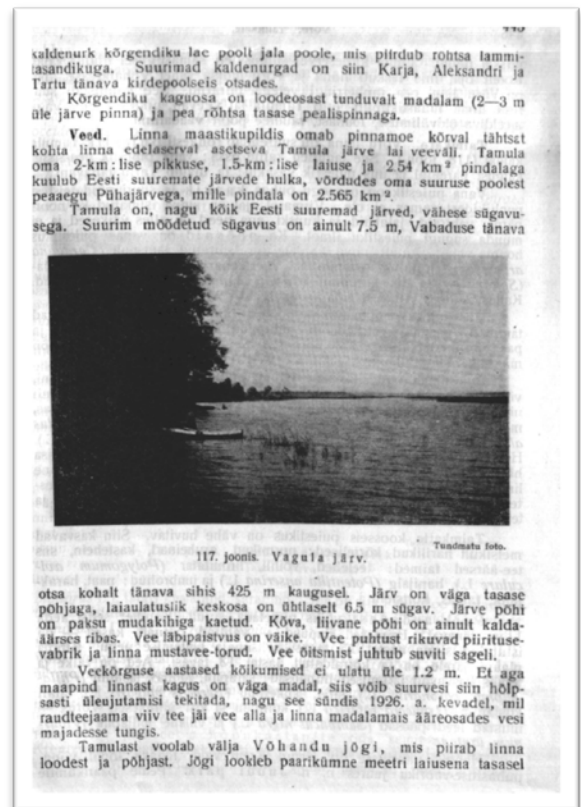 443
kaldenurk kõrgendiku lae poolt jala poole, mis piirdub rohtsa lammi-
tasandikuga. Suurimad kaldenurgad on siin Karja, Aleksandri ja
Tartu tänava kirdepoolseis otsades.
Kõrgendiku kaguosa on loodeosast tunduvalt madalam (2—3 m
üle järve pinna) ja pea rõhtsa tasase pealispinnaga.
Veed. Linna maastikupildis omab pinnamoe kõrval tähtsat
kohta linna edelaserval asetseva Tamula järve lai veeväli. Tamula
oma 2-km : lise pikkuse, 1.5-km : lise laiuse ja 2 54 km² pindalaga
kuulub Eesti suuremate järvede hulka, võrdudes oma suuruse poolest
peaaegu Pühajärvega, mille pindala on 2.565 km².
Tamula on, nagu kõik Eesti suuremad järved, vähese sügavu-
sega. Suurim mõõdetud sügavus on ainult 7.5 m, Vabaduse tänava
Tundmatu foto.
117. joonis. Vagula järv.
otsa kohalt tänava sihis 425 m kaugusel. Järv on väga tasase
põhjaga, laiaulatuslik keskosa on ühtlaselt 6.5 m sügav. Järve põhi
on paksu mudakihiga kaetud. Kõva, liivane põhi on ainult kalda-
äärses ribas. Vee läbipaistvus on väike. Vee puhtust rikuvad piirituse-
vabrik ja linna mustavee-torud. Vee õitsmist juhtub suviti sageli.
Veekõrguse aastased kõikumised ei ulatu üle 1.2 m. Et aga
maapind linnast kagus on väga madal, siis võib suurvesi siin hõlp-
sasti üleujutamisi tekitada, nagu see sündis 1926. a. kevadel, mil
raudteejaama viiv tee jäi vee alla ja linna madalamais ääreosades vesi
majadesse tungis.
Tamulast voolab välja Võhandu jõgi, mis piirab linna
loodest ja põhjast. Jõgi lookleb paarikümne meetri laiusena tasasel